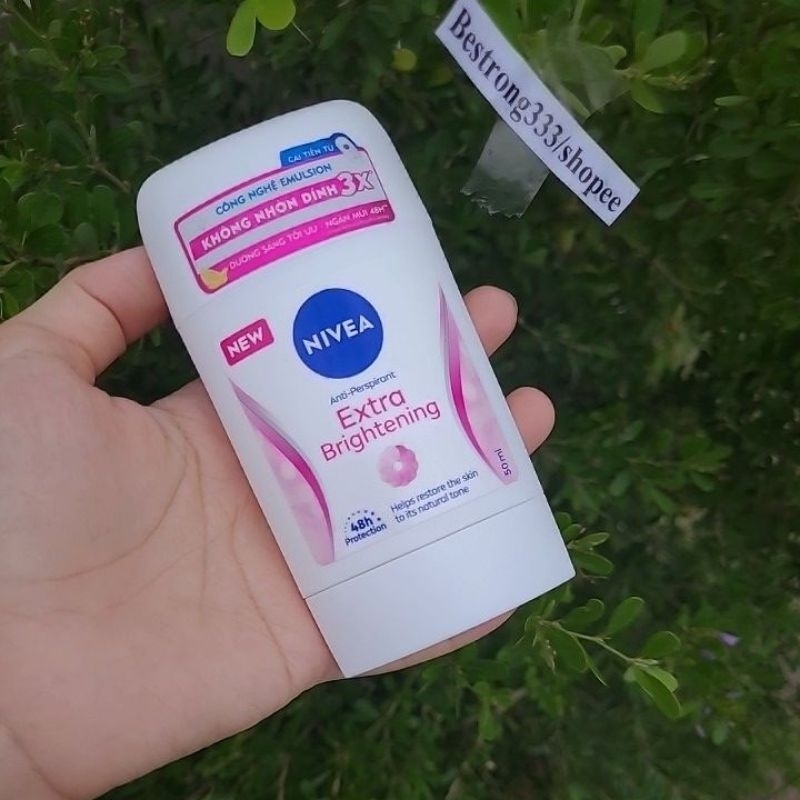 Bestrong333/shopee
CẢI TIẾN TỪ
CÔNG NGHỆ EMULSION
KHÔNG NHỜN DÍNH 3X
DƯỠNG SÁNG TỐI ƯU - NGĂN MÙI 48H
NEW
NIVEA
Anti-Perspirant
Extra
Brightening
50ml
48h
Protection
Helps restore the skin
to its natural tone